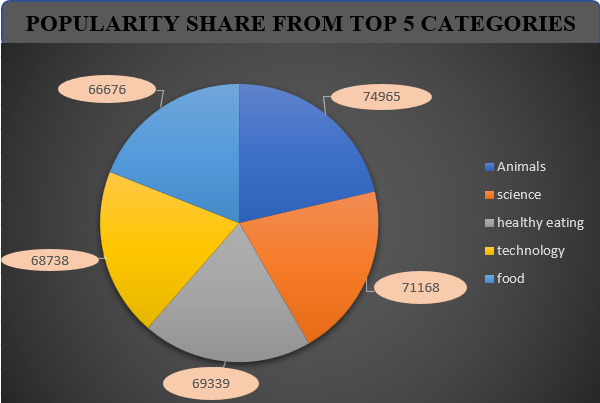 POPULARITY SHARE FROM TOP 5 CATEGORIES
66676
74965
68738
71168
69339
Animals
science
healthy eating
technology
food